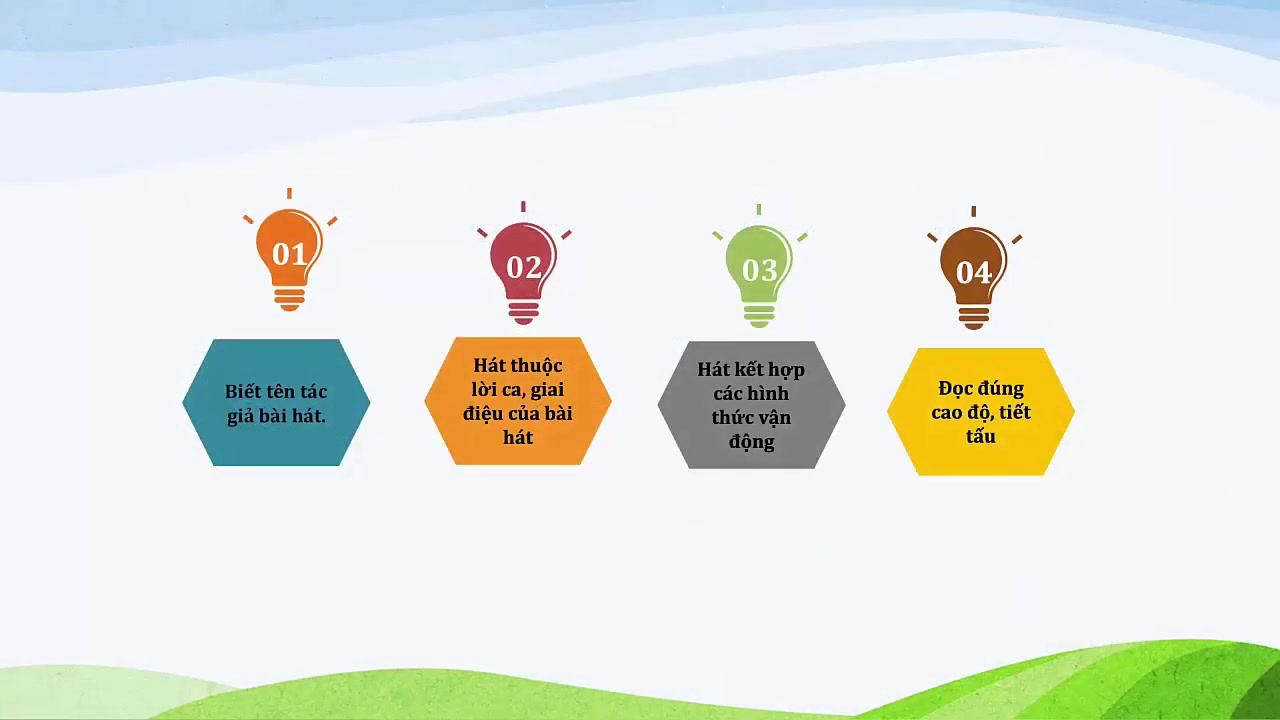 01
Biết tên tác
giả bài hát.
02
Hát thuộc
lời ca, giai
điệu của bài
hát
03
Hát kết hợp
các hình
thức vận
động
04
Đọc đúng
cao độ, tiết
tấu